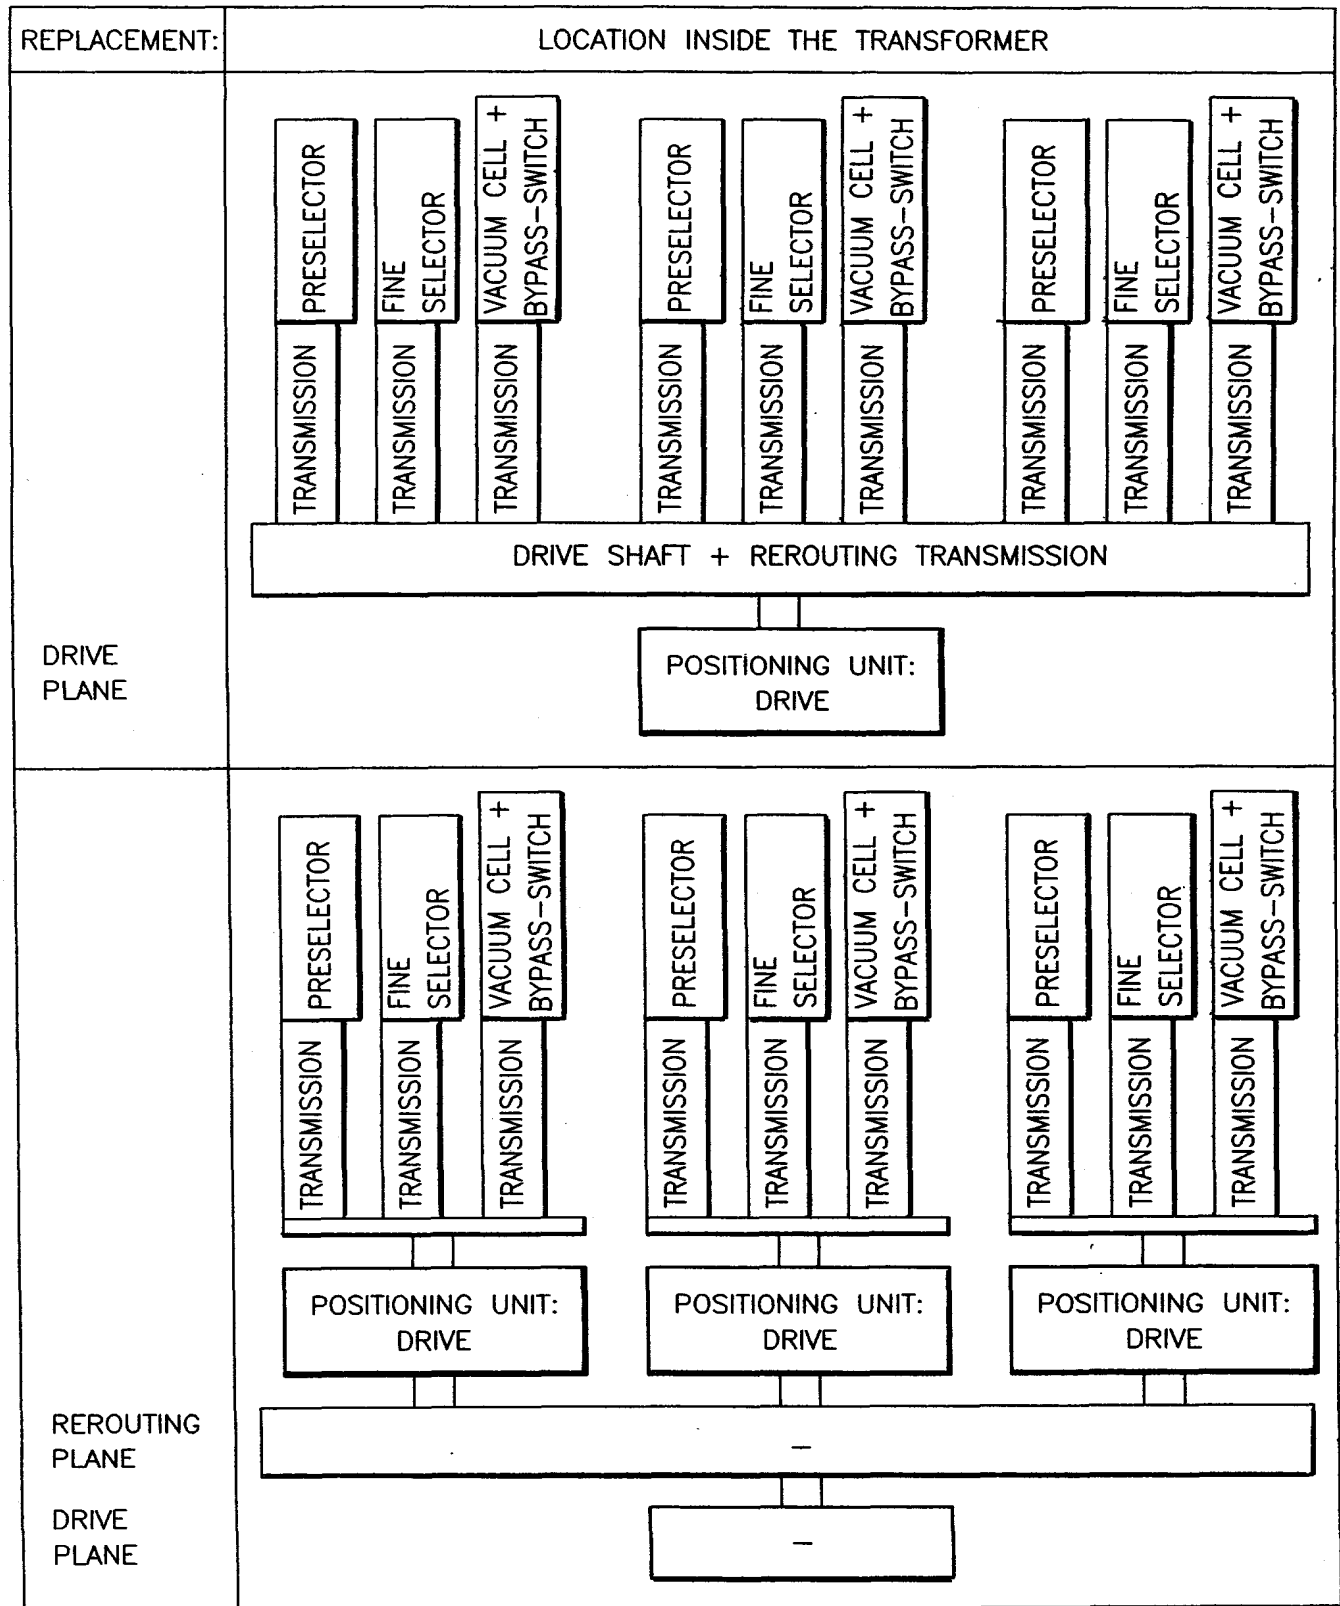 REPLACEMENT:
LOCATION INSIDE THE TRANSFORMER
PRESELECTOR
FINE
SELECTOR
VACUUM CELL +
BYPASS-SWITCH
PRESELECTOR
FINE
SELECTOR
VACUUM CELL +
BYPASS-SWITCH
PRESELECTOR
FINE
SELECTOR
VACUUM CELL +
BYPASS-SWITCH
TRANSMISSION
TRANSMISSION
TRANSMISSION
TRANSMISSION
TRANSMISSION
TRANSMISSION
TRANSMISSION
TRANSMISSION
TRANSMISSION
DRIVE SHAFT + REROUTING TRANSMISSION
DRIVE
PLANE
POSITIONING UNIT:
DRIVE
PRESELECTOR
FINE
SELECTOR
VACUUM CELL +
BYPASS-SWITCH
PRESELECTOR
FINE
SELECTOR
VACUUM CELL +
BYPASS-SWITCH
PRESELECTOR
FINE
SELECTOR
VACUUM CELL +
BYPASS-SWITCH
TRANSMISSION
TRANSMISSION
TRANSMISSION
TRANSMISSION
TRANSMISSION
TRANSMISSION
TRANSMISSION
TRANSMISSION
TRANSMISSION
POSITIONING UNIT:
DRIVE
POSITIONING UNIT:
DRIVE
POSITIONING UNIT:
DRIVE
REROUTING
PLANE
–
DRIVE
PLANE
–